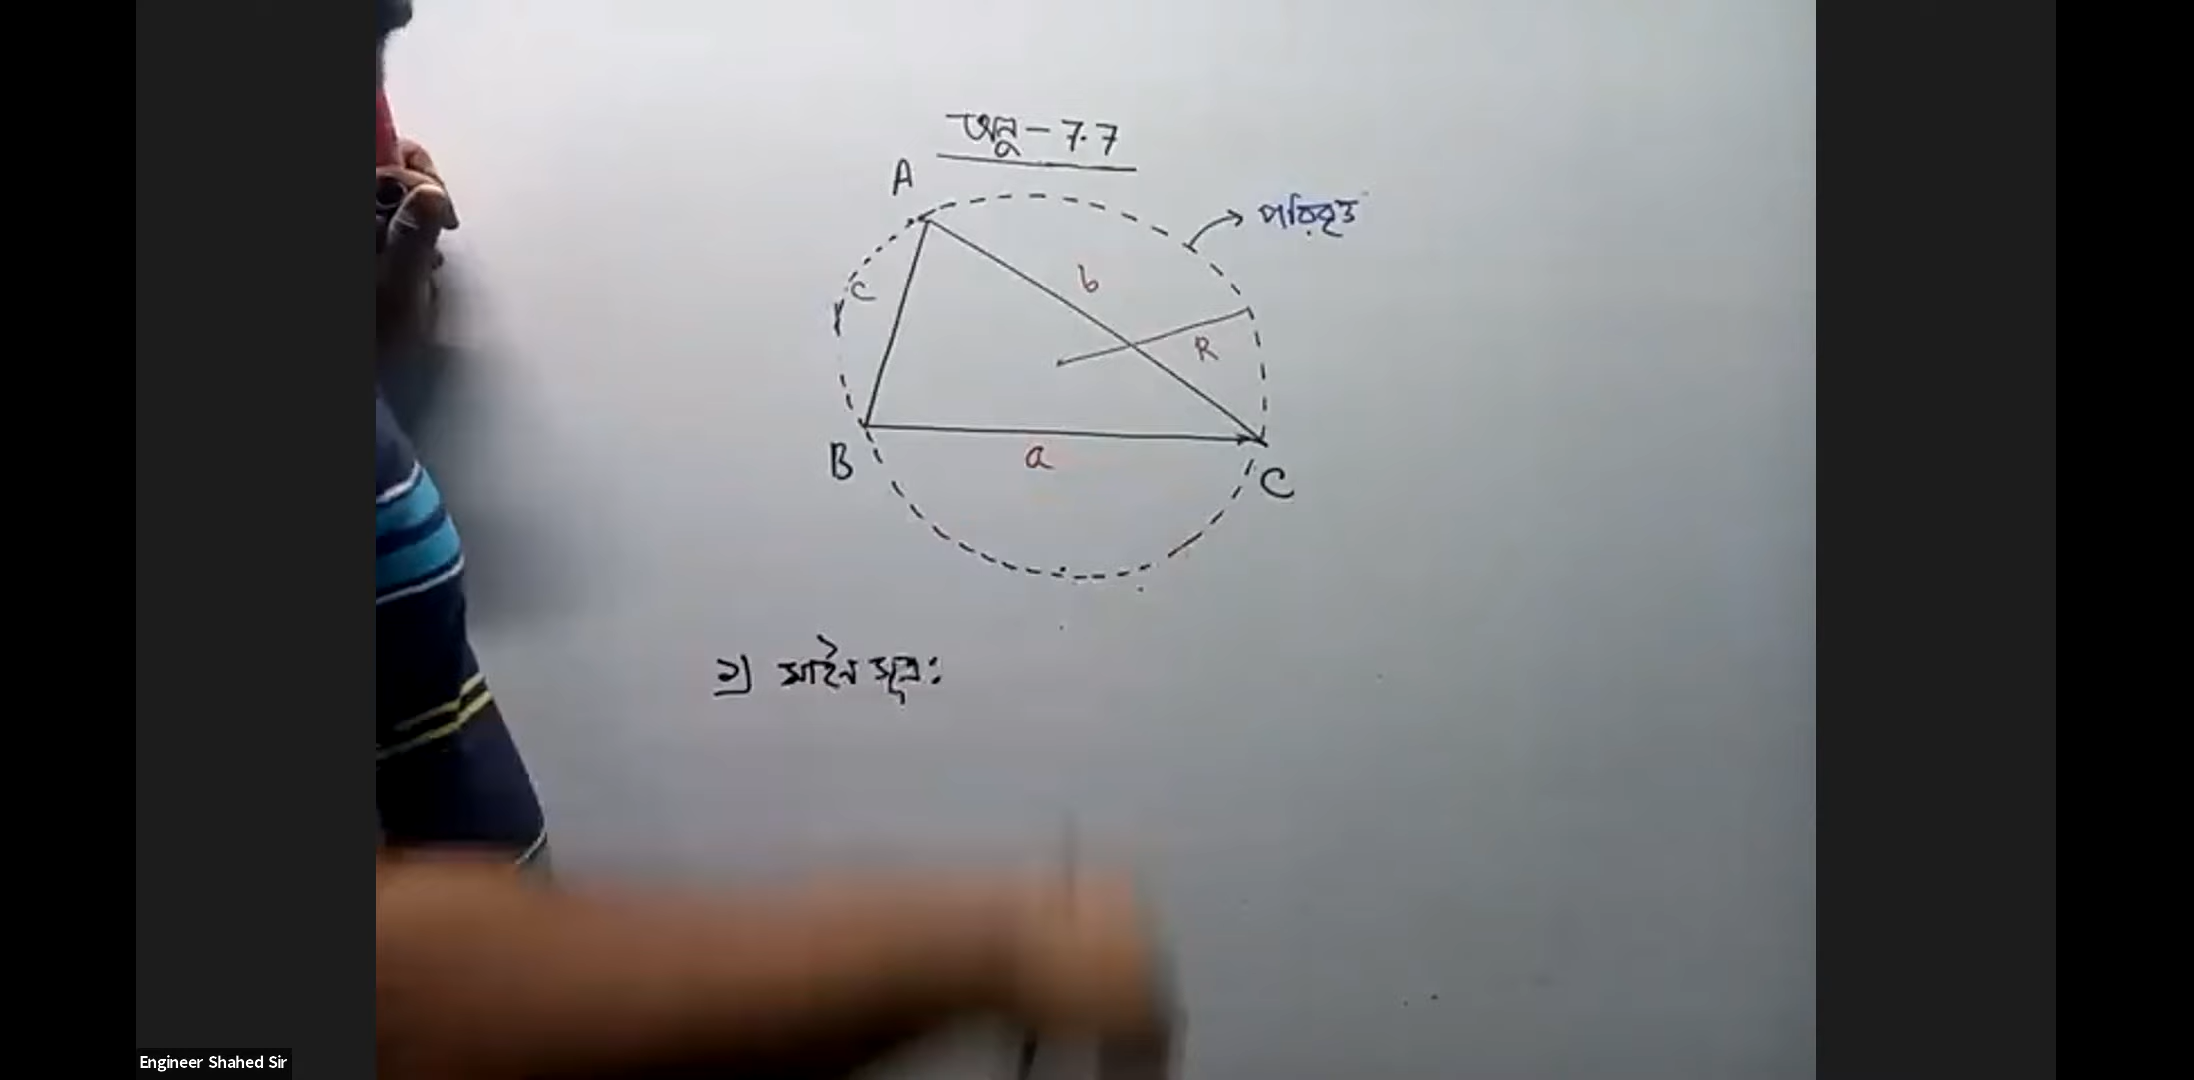 অনু - 7.7
A
পরিবৃত্ত
c
b
R
B
a
C
১) সাইন সূত্র:
Engineer Shahed Sir